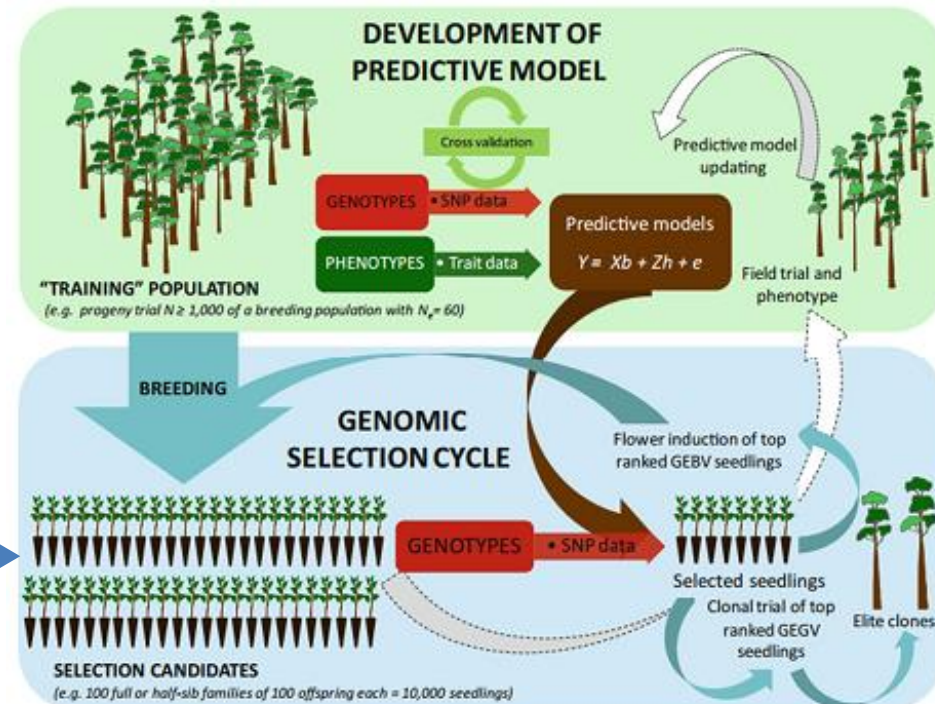 DEVELOPMENT OF
PREDICTIVE MODEL
Cross validation
Predictive model
updating
GENOTYPES
• SNP data
PHENOTYPES
• Trait data
Predictive models
Y = Xb + Zh + e
Field trial and
phenotype
"TRAINING" POPULATION
(e.g. progeny trial N ≥ 1,000 of a breeding population with Ne= 60)
BREEDING
GENOMIC
SELECTION CYCLE
Flower induction of top
ranked GEBV seedlings
GENOTYPES
• SNP data
Selected seedlings
Clonal trial of top
ranked GEGV
seedlings
Elite clones
SELECTION CANDIDATES
(e.g. 100 full or half-sib families of 100 offspring each = 10,000 seedlings)